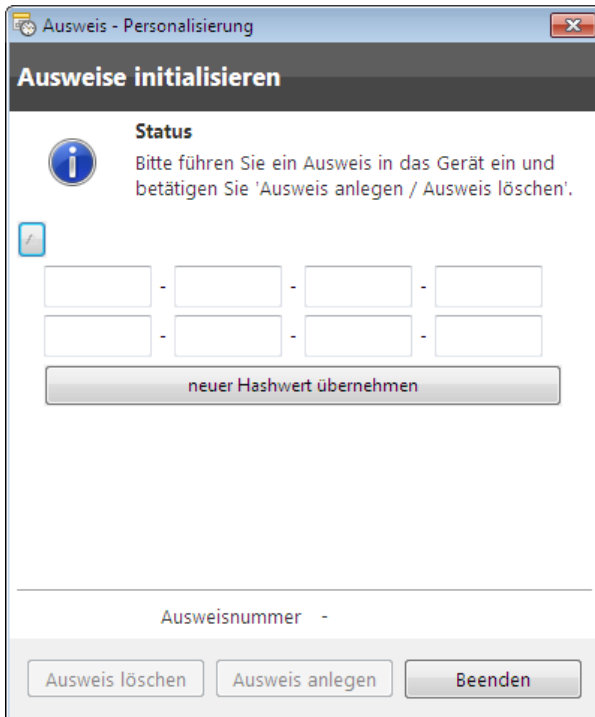 Ausweis - Personalisierung
Ausweise initialisieren
Status
Bitte führen Sie ein Ausweis in das Gerät ein und
betätigen Sie 'Ausweis anlegen / Ausweis löschen'.
/
- - -
- - -
neuer Hashwert übernehmen
Ausweisnummer -
Ausweis löschen Ausweis anlegen Beenden